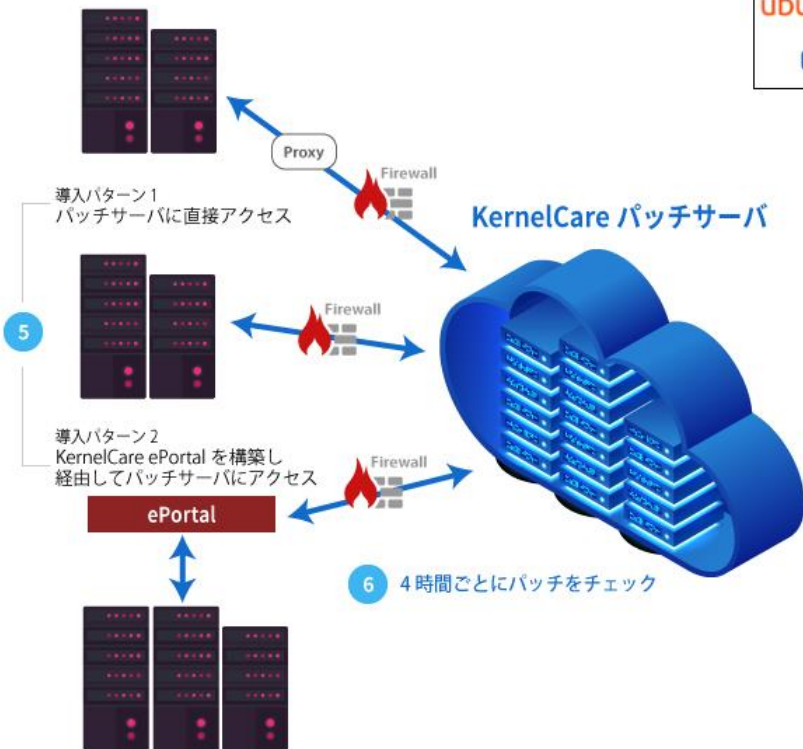 Proxy
Firewall
導入パターン 1
パッチサーバに直接アクセス
KernelCare パッチサーバ
Firewall
5
導入パターン 2
KernelCare ePortal を構築し
経由してパッチサーバにアクセス
Firewall
ePortal
6 4 時間ごとにパッチをチェック